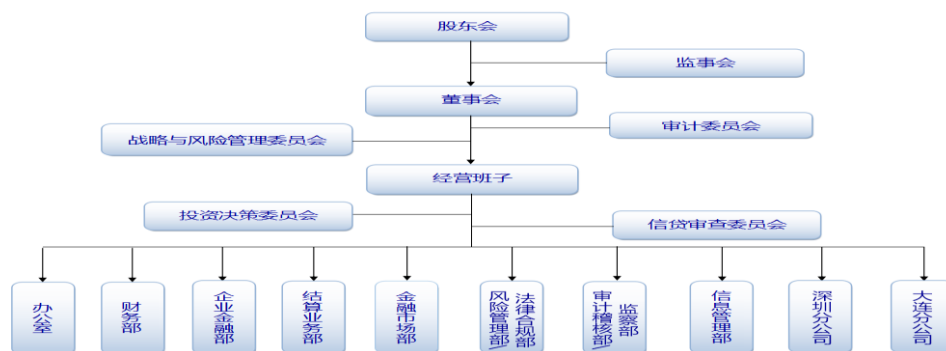 股东会
监事会
董事会
审计委员会
战略与风险管理委员会
经营班子
投资决策委员会
信贷审查委员会
办公室
财务部
企业金融部
结算业务部
金融市场部
风险管理部/
法律合规部
审计稽核部/
监察部
信息管理部
深圳分公司
大连分公司